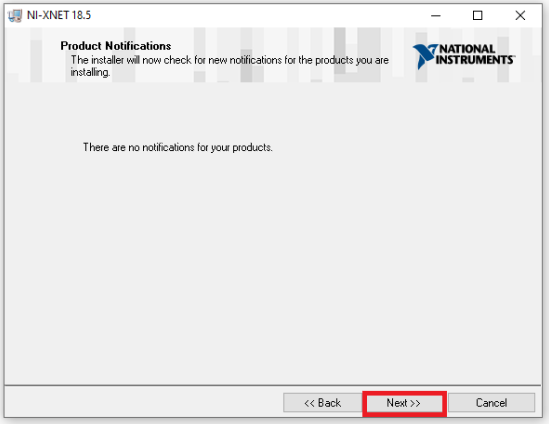 NI-XNET 18.5
Product Notifications
The installer will now check for new notifications for the products you are
installing.
NATIONAL
INSTRUMENTS
There are no notifications for your products.
<< Back
Next >>
Cancel